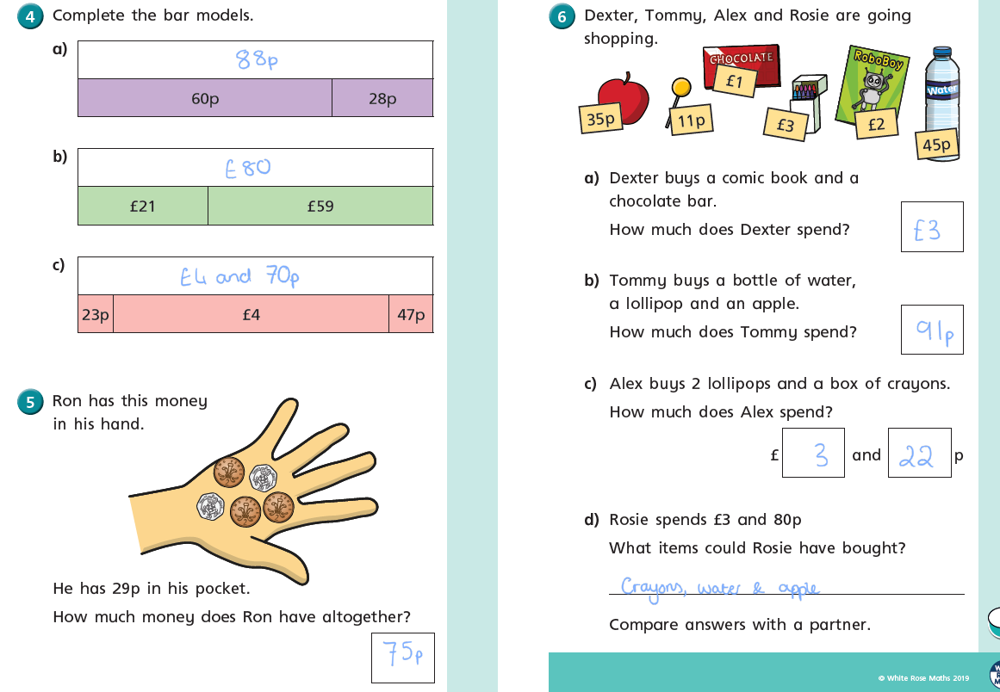 4 Complete the bar models.
a)
88p
60p 28p
b)
£80
£21 £59
c)
£4 and 70p
23p £4 47p
5 Ron has this money
in his hand.
He has 29p in his pocket.
How much money does Ron have altogether?
75p
6 Dexter, Tommy, Alex and Rosie are going
shopping.
CHOCOLATE
RoboBoy
Water
35p 11p £1 £3 £2 45p
a) Dexter buys a comic book and a
chocolate bar.
How much does Dexter spend?
£3
b) Tommy buys a bottle of water,
a lollipop and an apple.
How much does Tommy spend?
91p
c) Alex buys 2 lollipops and a box of crayons.
How much does Alex spend?
£ 3 and 22 p
d) Rosie spends £3 and 80p
What items could Rosie have bought?
Crayons, water & apple
Compare answers with a partner.
© White Rose Maths 2019